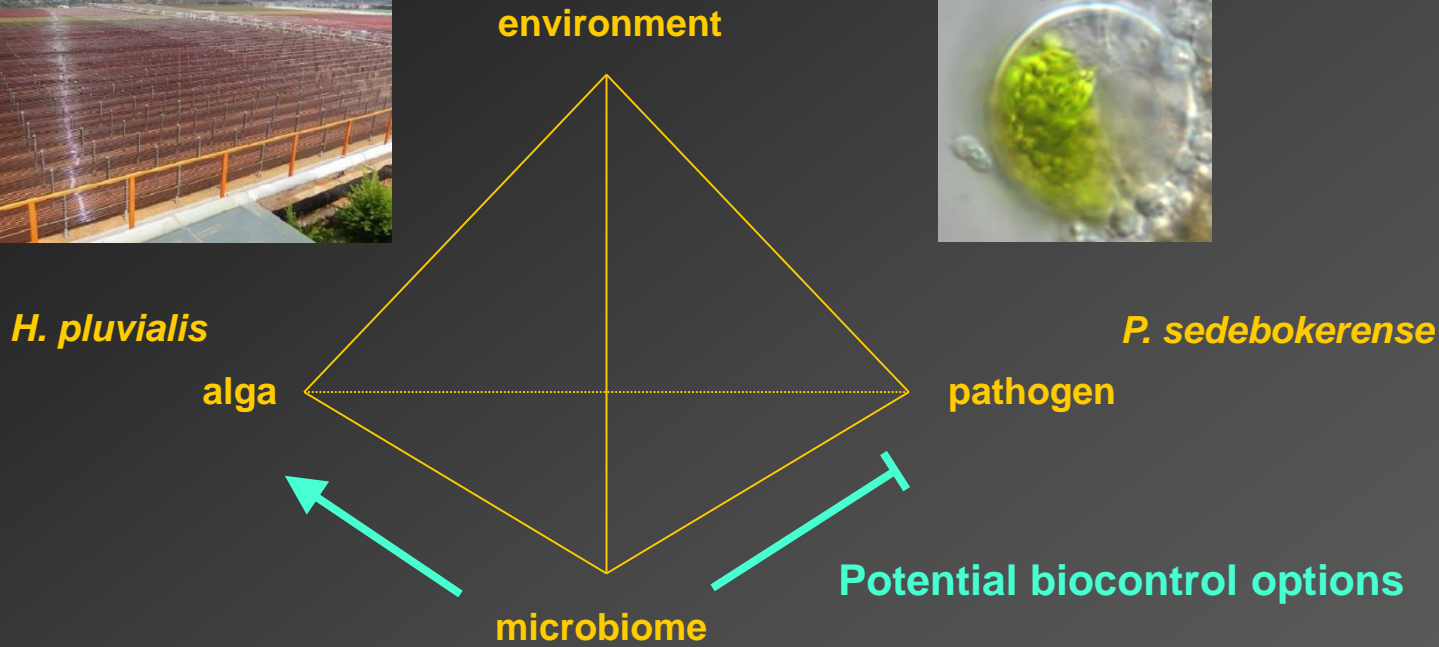 environment
H. pluvialis
P. sedebokerense
alga
pathogen
Potential biocontrol options
microbiome